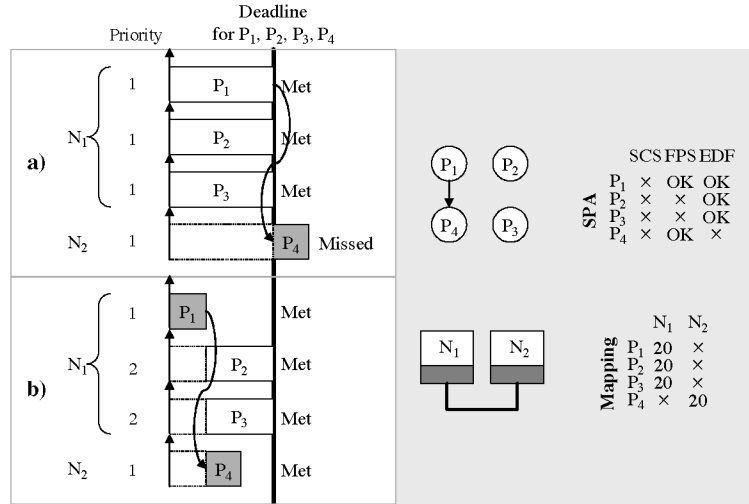 Deadline
Priority for P₁, P₂, P₃, P₄
a)
N₁
1 P₁ Met
1 P₂ Met
1 P₃ Met
N₂ 1 P₄ Missed
b)
N₁
1 P₁ Met
2 P₂ Met
2 P₃ Met
N₂ 1 P₄ Met
P₁ P₂
P₄ P₃
SPA
SCS FPS EDF
P₁ × OK OK
P₂ × × OK
P₃ × × OK
P₄ × OK ×
N₁ N₂
Mapping
N₁ N₂
P₁ 20 ×
P₂ 20 ×
P₃ 20 ×
P₄ × 20